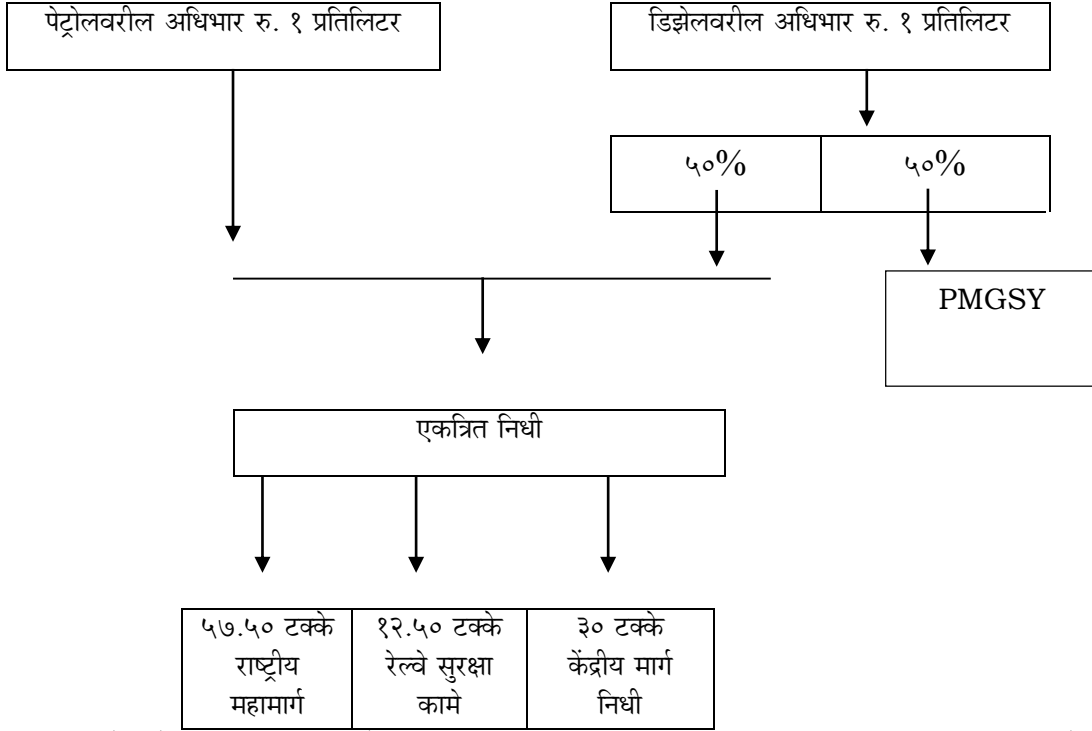 पेट्रोलवरील अधिभार रु. १ प्रतिलिटर
डिझेलवरील अधिभार रु. १ प्रतिलिटर
५०%
५०%
PMGSY
एकत्रित निधी
५७.५० टक्के
राष्ट्रीय
महामार्ग
१२.५० टक्के
रेल्वे सुरक्षा
कामे
३० टक्के
केंद्रीय मार्ग
निधी